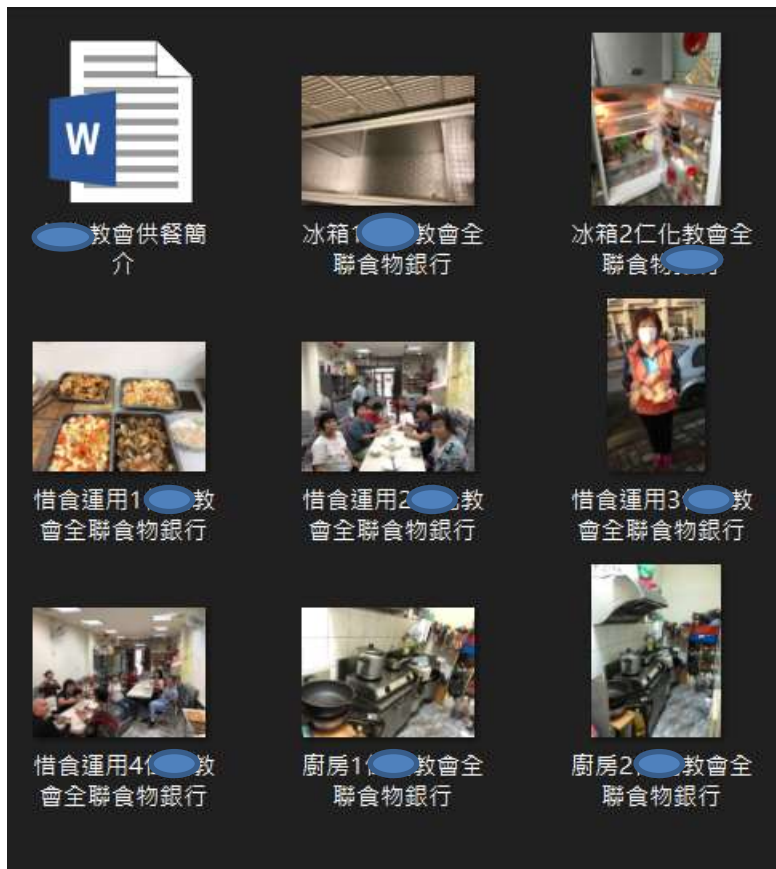 W
教會供餐簡
介
冰箱1 教會全
聯食物銀行
冰箱2仁化教會全
聯食物
惜食運用1 教
會全聯食物銀行
惜食運用2 教
會全聯食物銀行
惜食運用3 教
會全聯食物銀行
惜食運用4 教
會全聯食物銀行
廚房1 教會全
聯食物銀行
廚房2 教會全
聯食物銀行